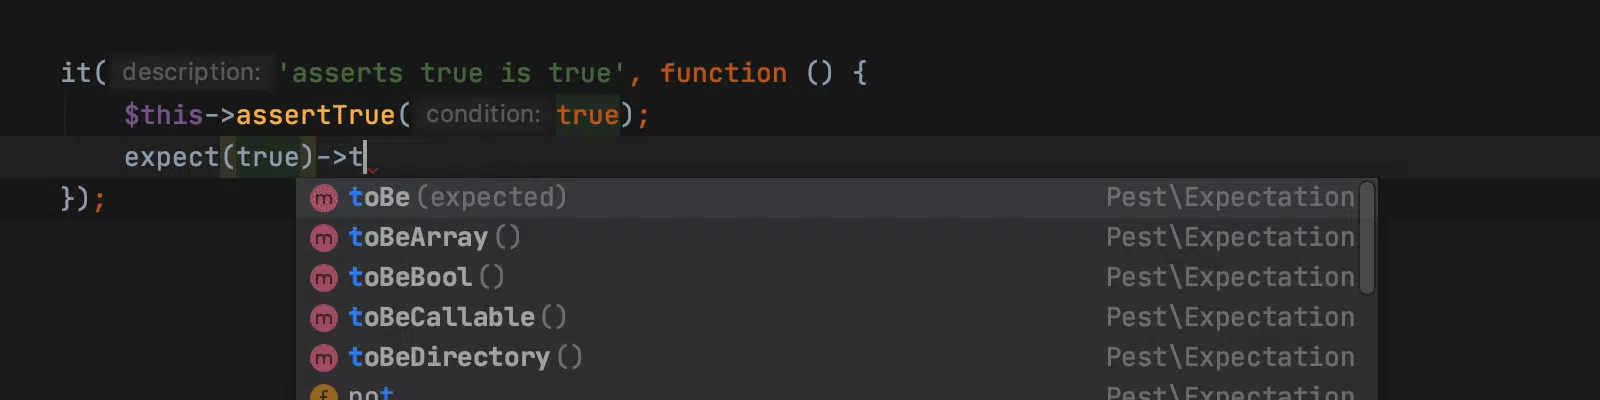 it( description: 'asserts true is true', function () {
$this->assertTrue( condition: true);
expect(true)->t
});
m toBe(expected) Pest\Expectation
m toBeArray() Pest\Expectation
m toBeBool() Pest\Expectation
m toBeCallable() Pest\Expectation
m toBeDirectory() Pest\Expectation
f not Pest\Expectation